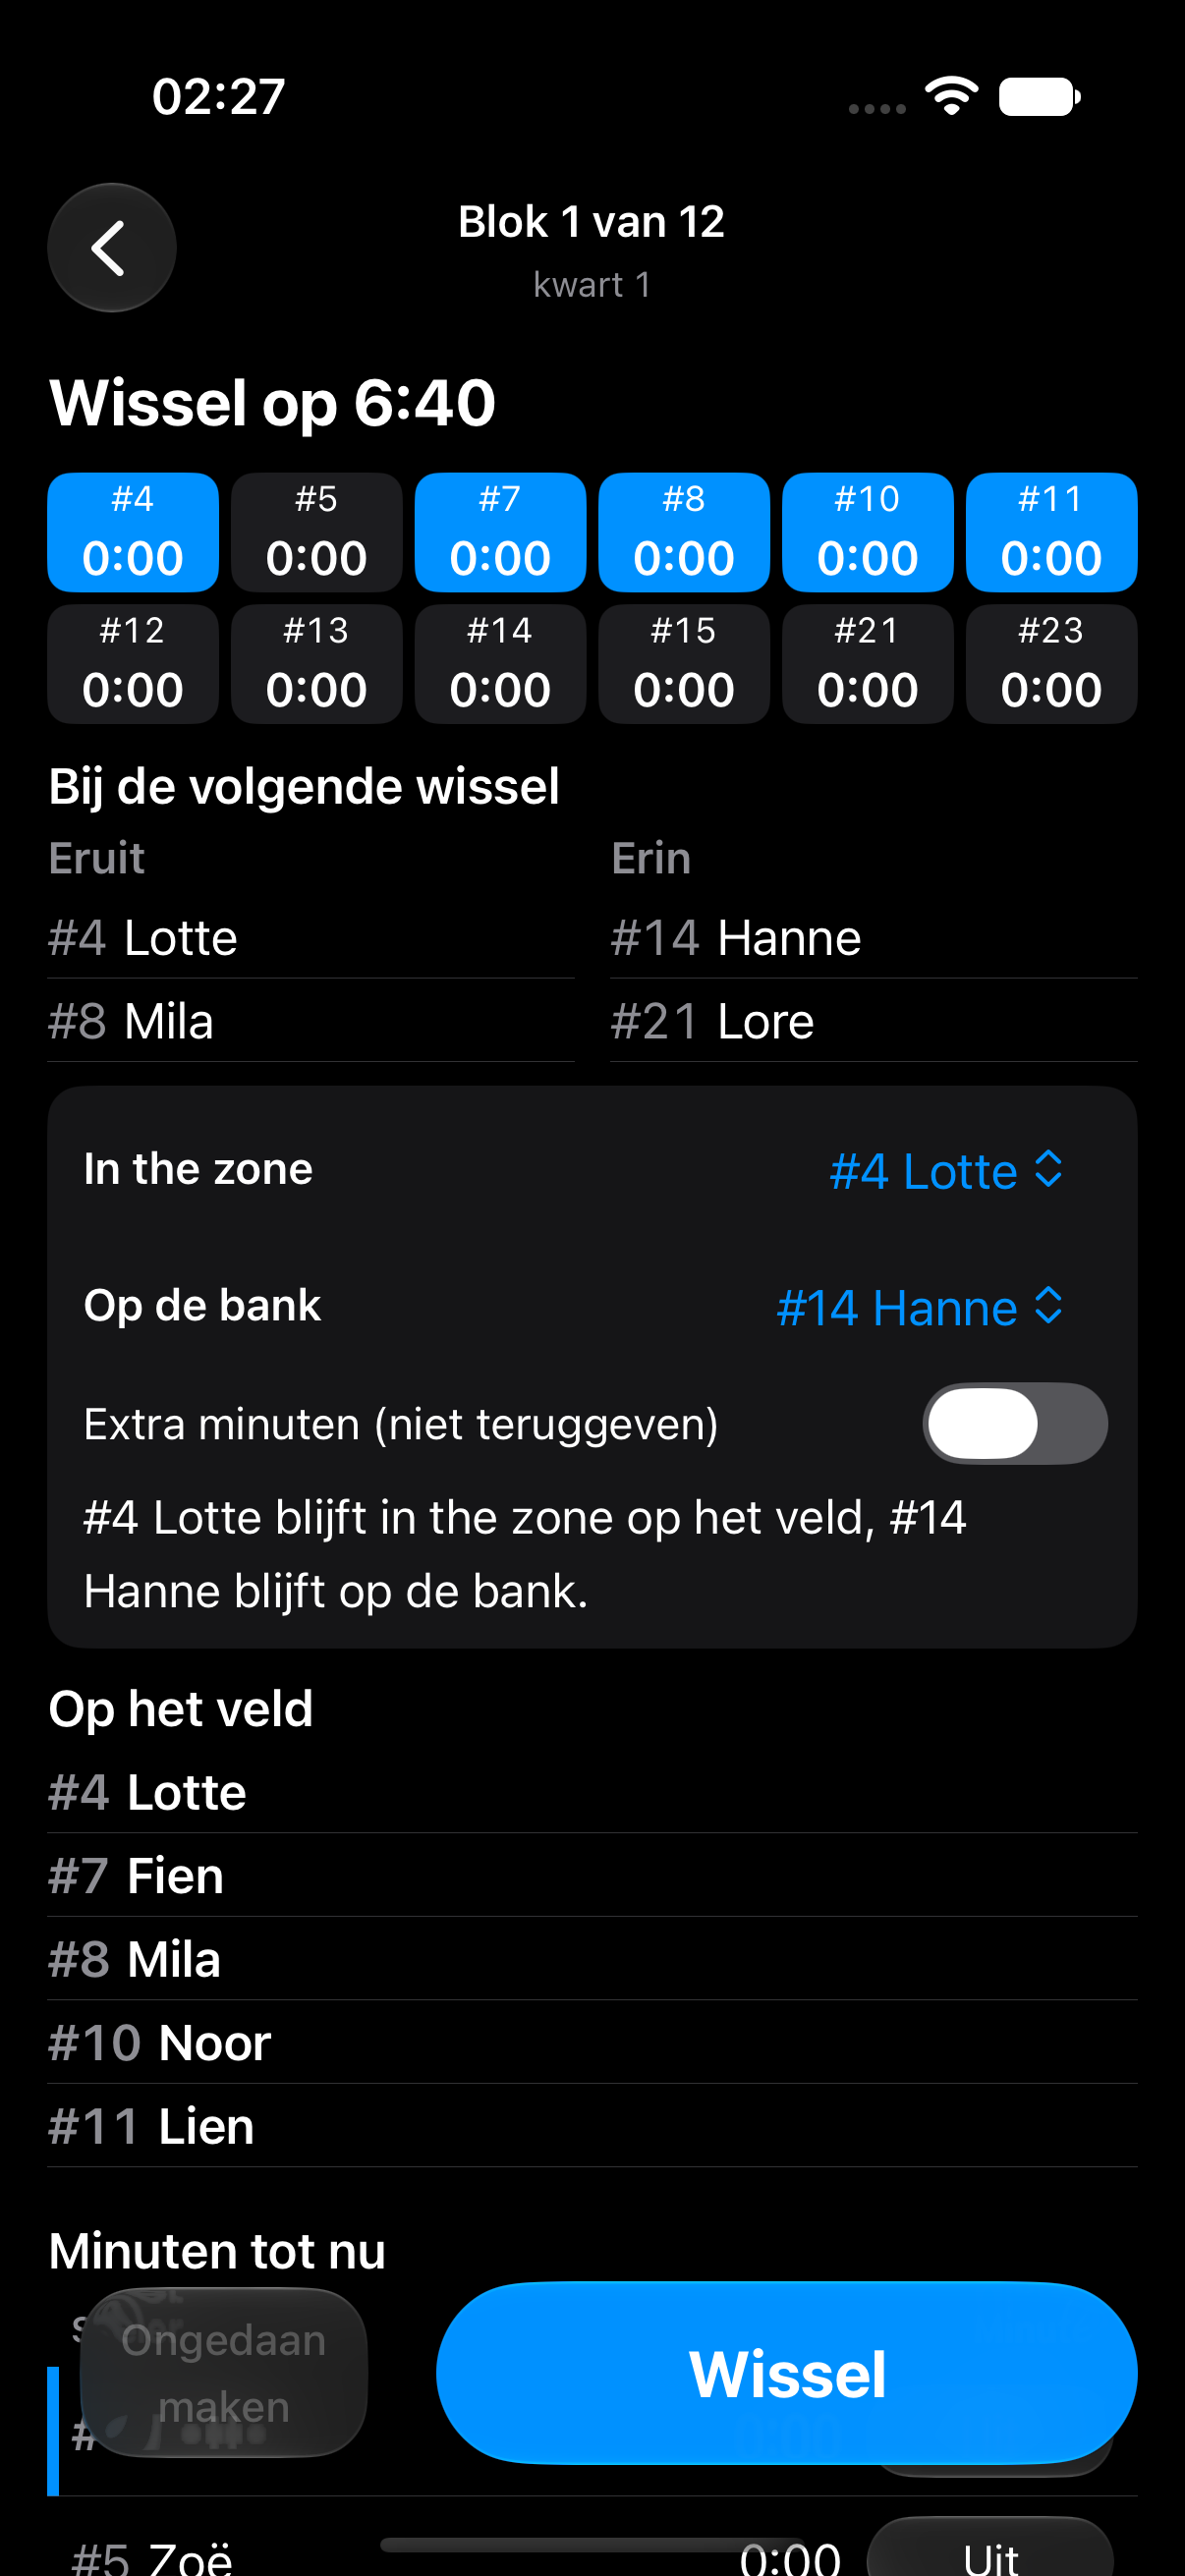 02:27
Blok 1 van 12
kwart 1
Wissel op 6:40
#4 #5 #7 #8 #10 #11
0:00 0:00 0:00 0:00 0:00 0:00
#12 #13 #14 #15 #21 #23
0:00 0:00 0:00 0:00 0:00 0:00
Bij de volgende wissel
Eruit Erin
#4 Lotte #14 Hanne
#8 Mila #21 Lore
In the zone #4 Lotte
Op de bank #14 Hanne
Extra minuten (niet teruggeven)
#4 Lotte blijft in the zone op het veld, #14
Hanne blijft op de bank.
Op het veld
#4 Lotte
#7 Fien
#8 Mila
#10 Noor
#11 Lien
Minuten tot nu
Ongedaan
maken
Wissel
#5 Zoë 0:00 Uit